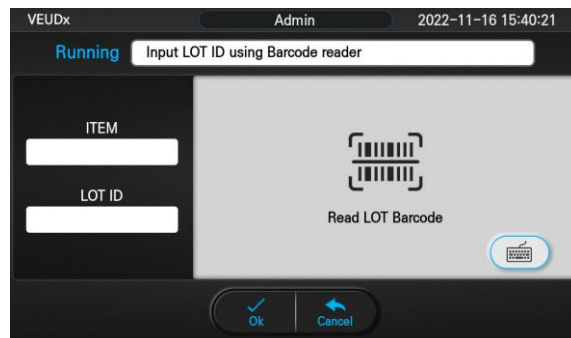 VEUDx Admin 2022-11-16 15:40:21
Running Input LOT ID using Barcode reader
ITEM
LOT ID
Read LOT Barcode
Ok Cancel